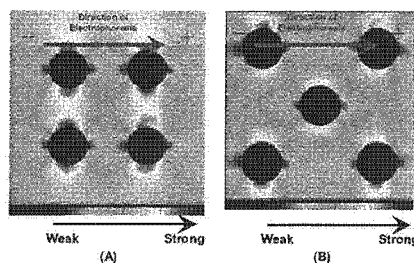 Direction of
Electrophoresis
Direction of
Electrophoresis
Weak Strong
(A)
Weak Strong
(B)